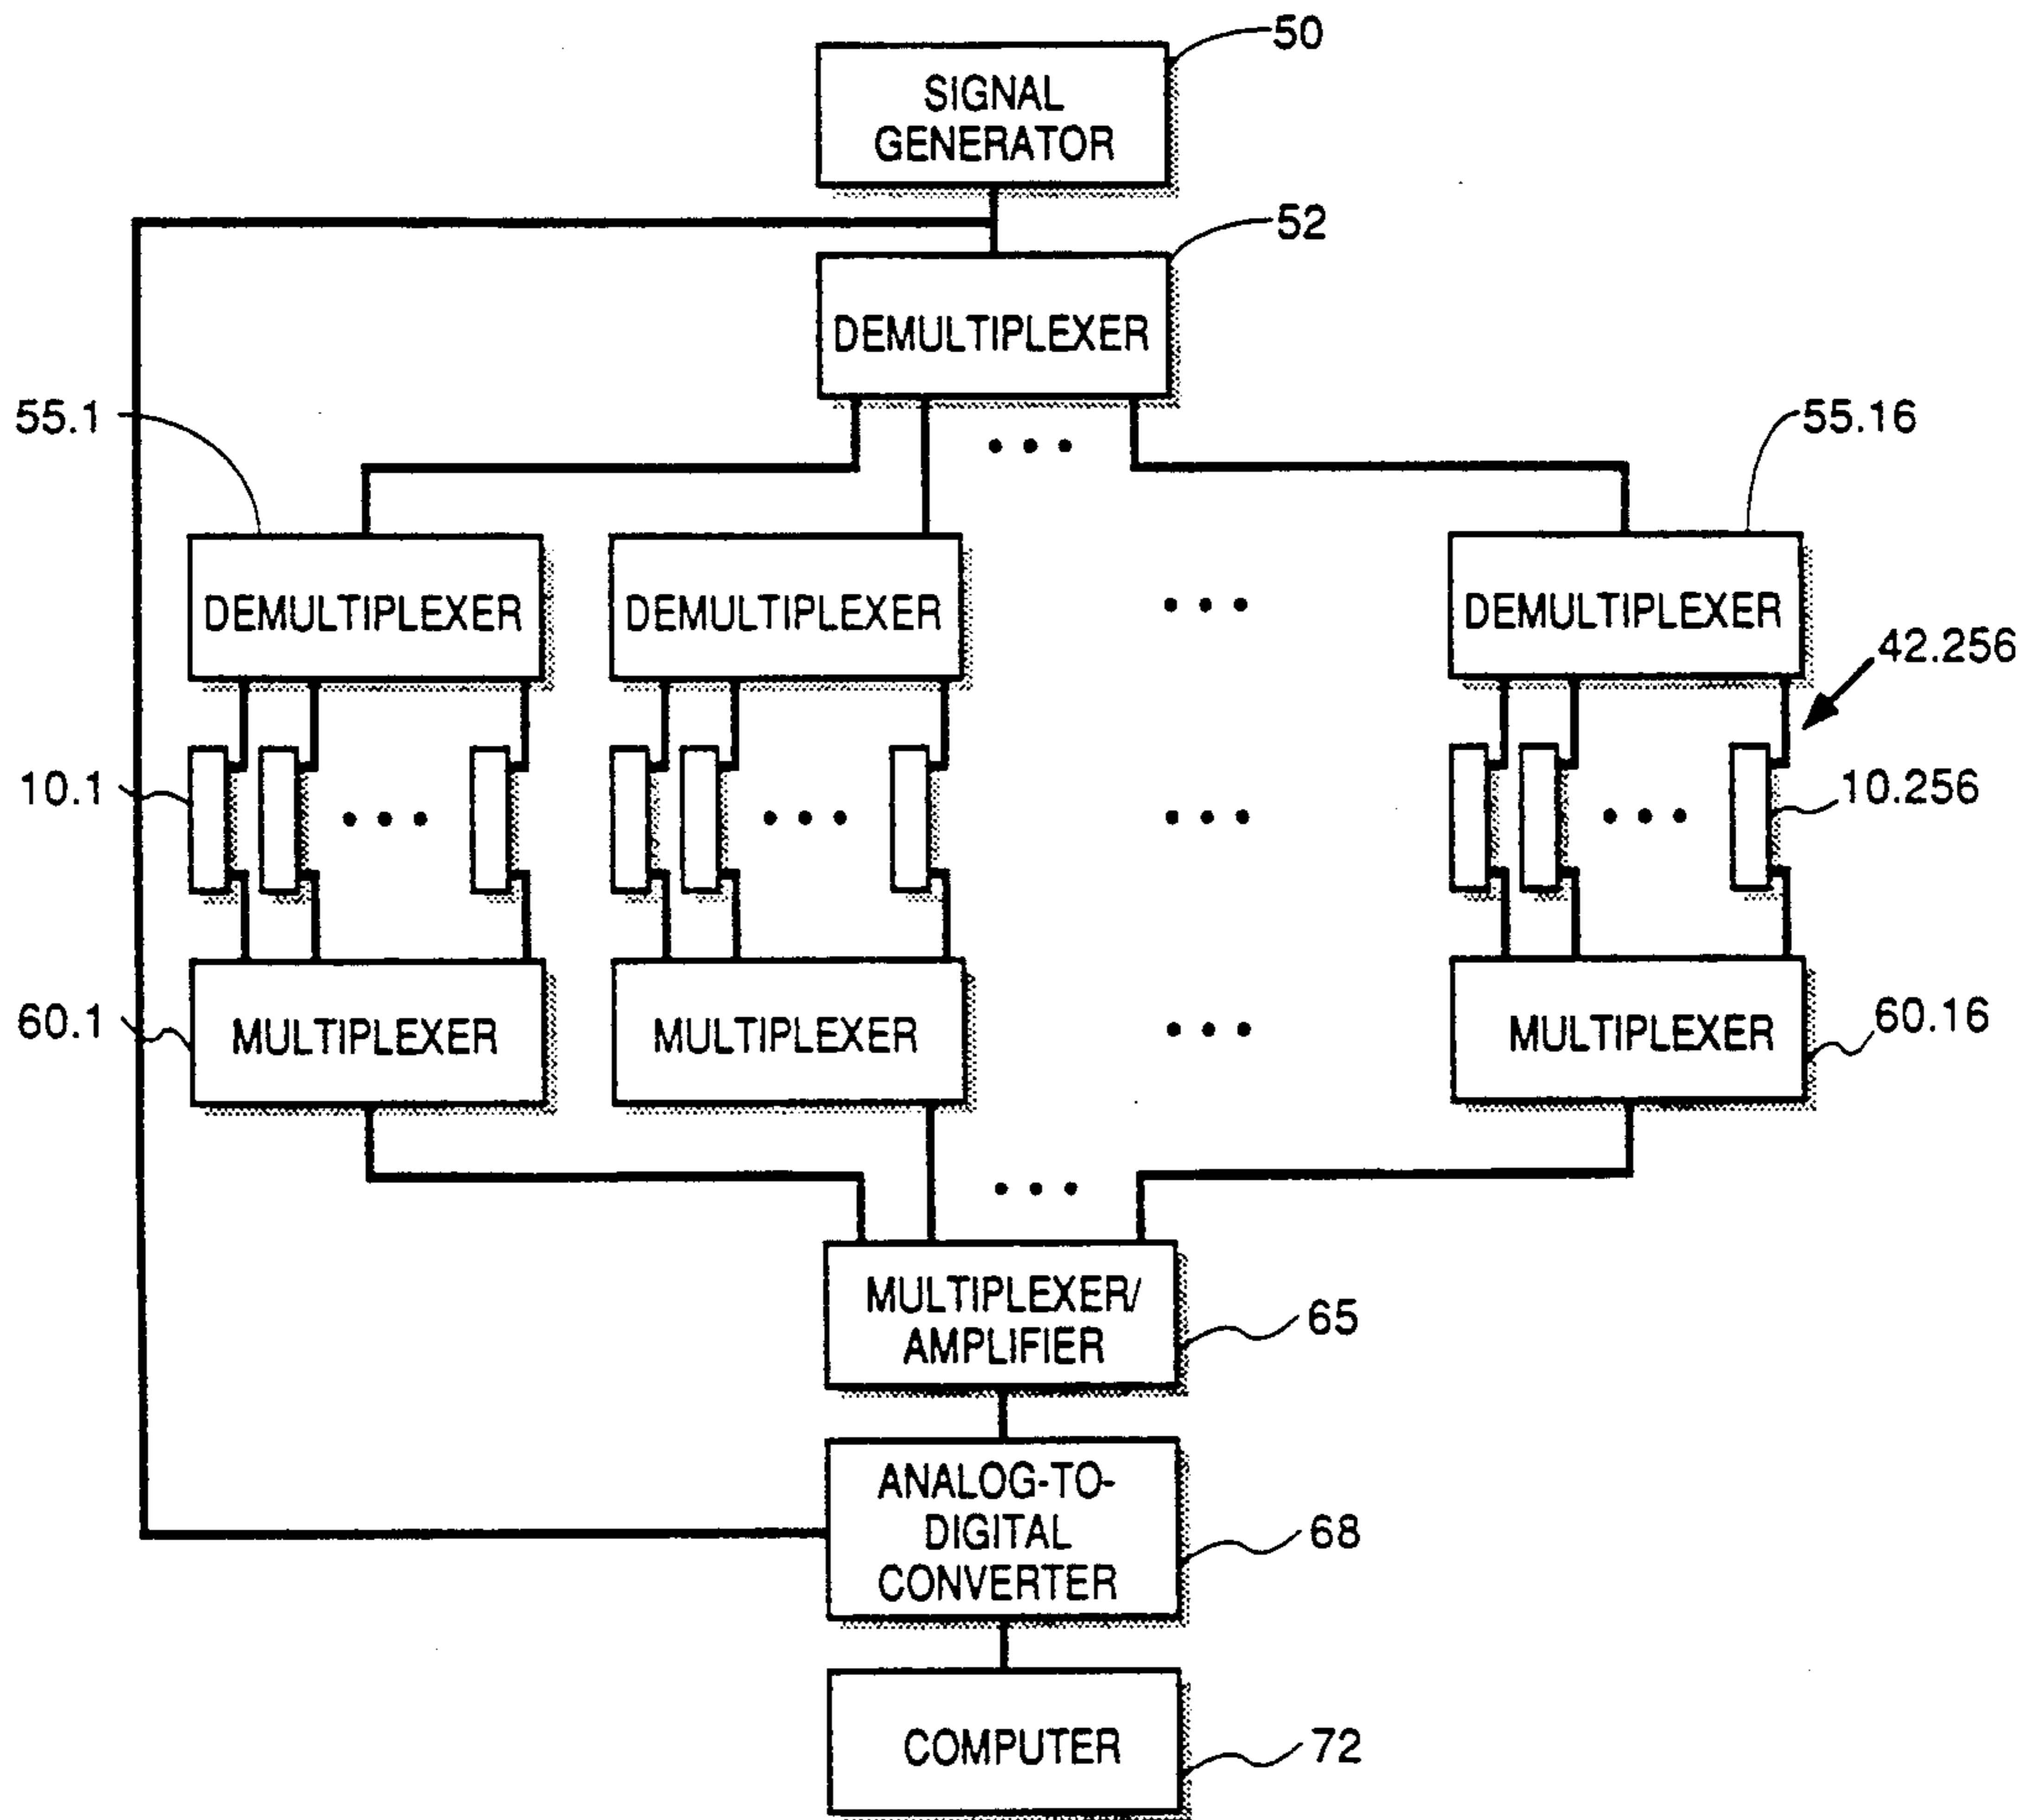 50
SIGNAL
GENERATOR
52
DEMULTIPLEXER
55.1
55.16
DEMULTIPLEXER
DEMULTIPLEXER
DEMULTIPLEXER
42.256
10.1
10.256
60.1
MULTIPLEXER
MULTIPLEXER
MULTIPLEXER
60.16
MULTIPLEXER/
AMPLIFIER
65
ANALOG-TO-
DIGITAL
CONVERTER
68
COMPUTER
72